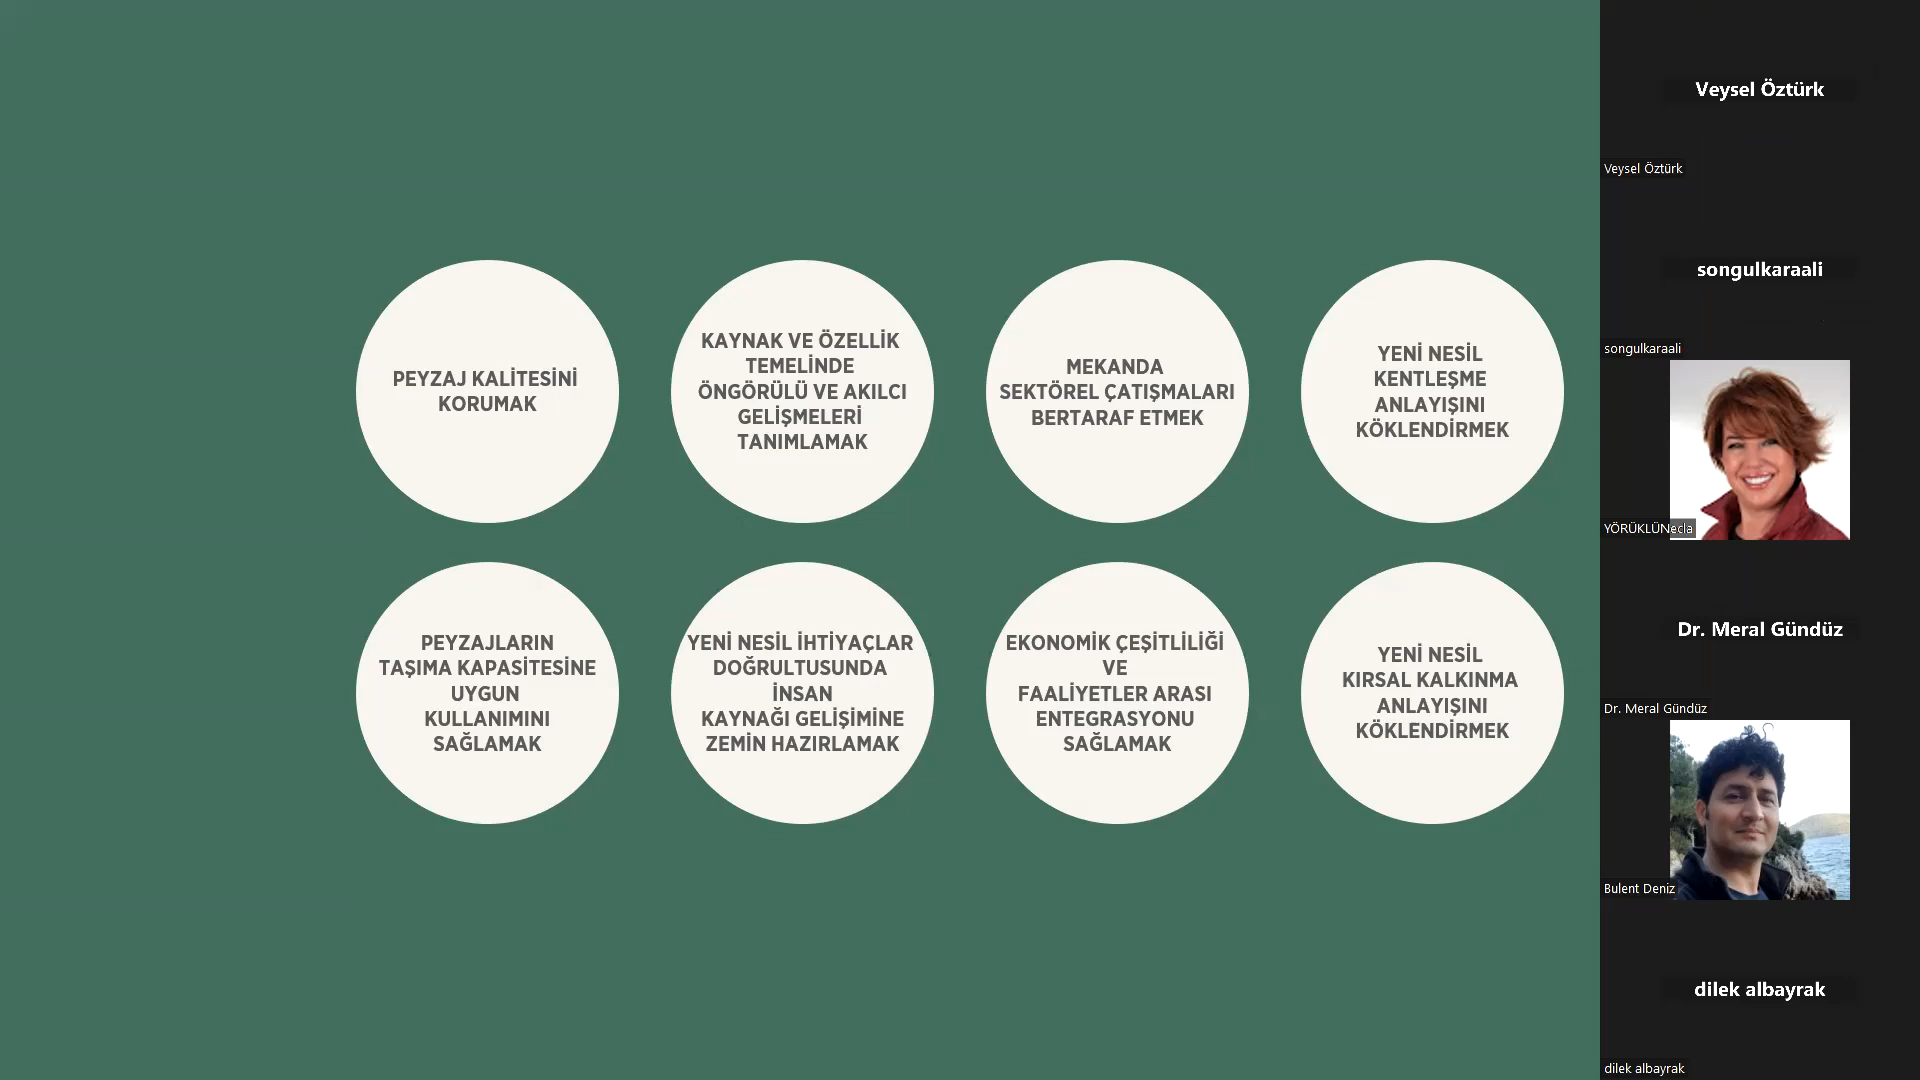 PEYZAJ KALİTESİNİ
KORUMAK
KAYNAK VE ÖZELLİK
TEMELİNDE
ÖNGÖRÜLÜ VE AKILCI
GELİŞMELERİ
TANIMLAMAK
MEKANDA
SEKTÖREL ÇATIŞMALARI
BERTARAF ETMEK
YENİ NESİL
KENTLEŞME
ANLAYIŞINI
KÖKLENDİRMEK
PEYZAJLARIN
TAŞIMA KAPASİTESİNE
UYGUN
KULLANIMINI
SAĞLAMAK
YENİ NESİL İHTİYAÇLAR
DOĞRULTUSUNDA
İNSAN
KAYNAĞI GELİŞİMİNE
ZEMİN HAZIRLAMAK
EKONOMİK ÇEŞİTLİLİĞİ
VE
FAALİYETLER ARASI
ENTEGRASYONU
SAĞLAMAK
YENİ NESİL
KIRSAL KALKINMA
ANLAYIŞINI
KÖKLENDİRMEK
Veysel Öztürk
Veysel Öztürk
songulkaraali
songulkaraali
YÖRÜKLÜNecla
Dr. Meral Gündüz
Dr. Meral Gündüz
Bulent Deniz
dilek albayrak
dilek albayrak